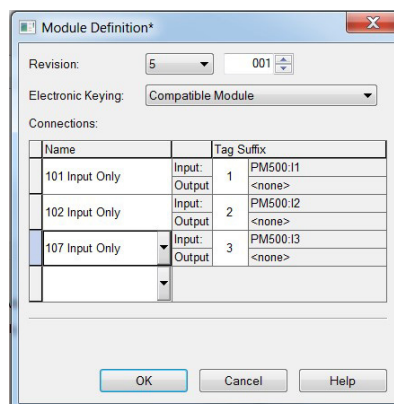 Module Definition*
Revision: 5 001
Electronic Keying: Compatible Module
Connections:
Name Tag Suffix
101 Input Only Input: 1 PM500:I1
Output <none>
102 Input Only Input: 2 PM500:I2
Output <none>
107 Input Only Input: 3 PM500:I3
Output <none>
OK Cancel Help